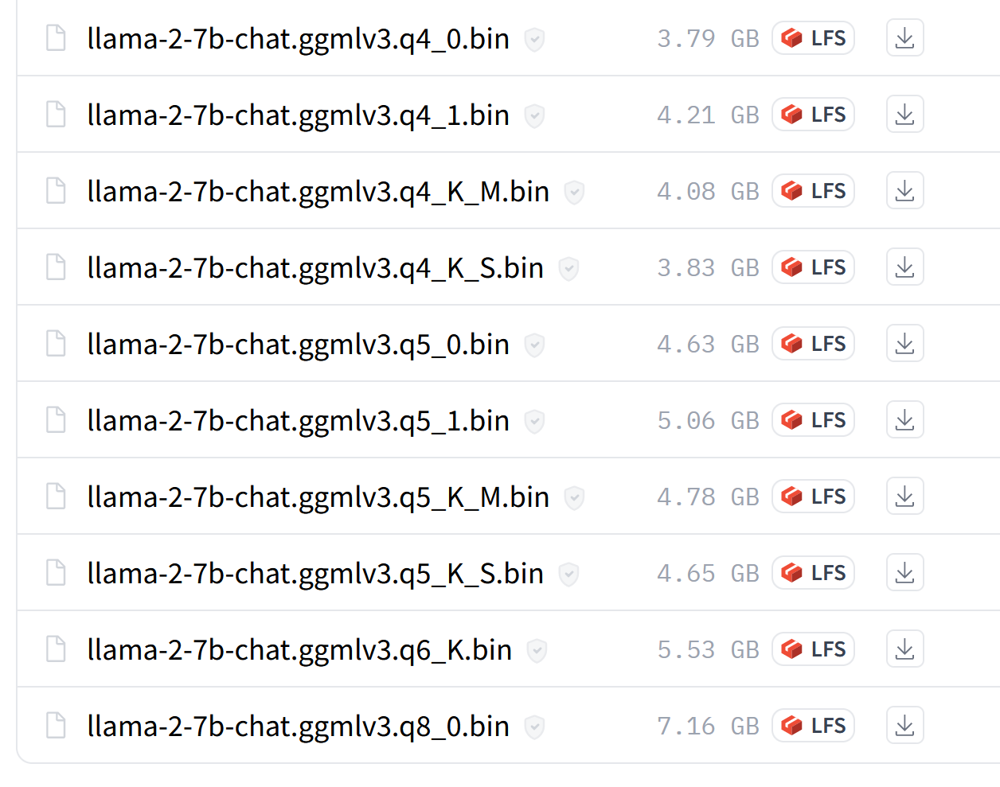 llama-2-7b-chat.ggmlv3.q4_0.bin 3.79 GB LFS
llama-2-7b-chat.ggmlv3.q4_1.bin 4.21 GB LFS
llama-2-7b-chat.ggmlv3.q4_K_M.bin 4.08 GB LFS
llama-2-7b-chat.ggmlv3.q4_K_S.bin 3.83 GB LFS
llama-2-7b-chat.ggmlv3.q5_0.bin 4.63 GB LFS
llama-2-7b-chat.ggmlv3.q5_1.bin 5.06 GB LFS
llama-2-7b-chat.ggmlv3.q5_K_M.bin 4.78 GB LFS
llama-2-7b-chat.ggmlv3.q5_K_S.bin 4.65 GB LFS
llama-2-7b-chat.ggmlv3.q6_K.bin 5.53 GB LFS
llama-2-7b-chat.ggmlv3.q8_0.bin 7.16 GB LFS